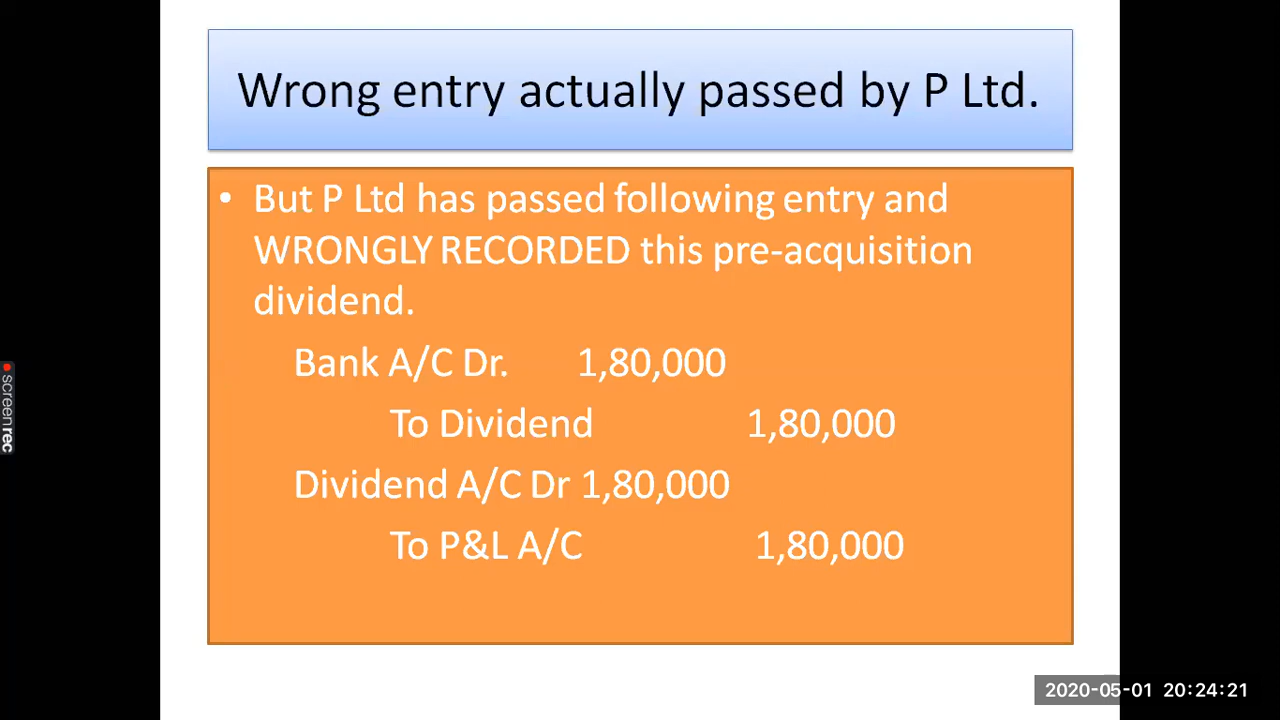 Wrong entry actually passed by P Ltd.
• But P Ltd has passed following entry and
WRONGLY RECORDED this pre-acquisition
dividend.
Bank A/C Dr. 1,80,000
To Dividend 1,80,000
Dividend A/C Dr 1,80,000
To P&L A/C 1,80,000
screenrec
2020-05-01 20:24:21